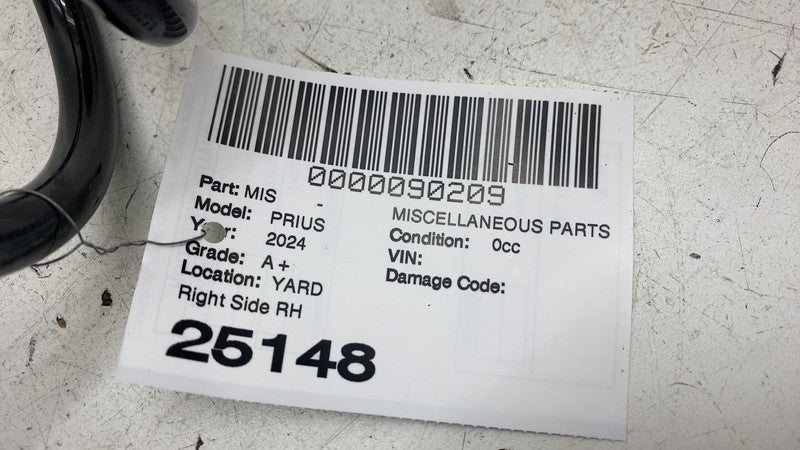 0000090209
Part: MIS -
MISCELLANEOUS PARTS
Model: PRIUS
Condition: 0cc
Year: 2024
VIN:
Grade: A+
Damage Code:
Location: YARD
Right Side RH
25148